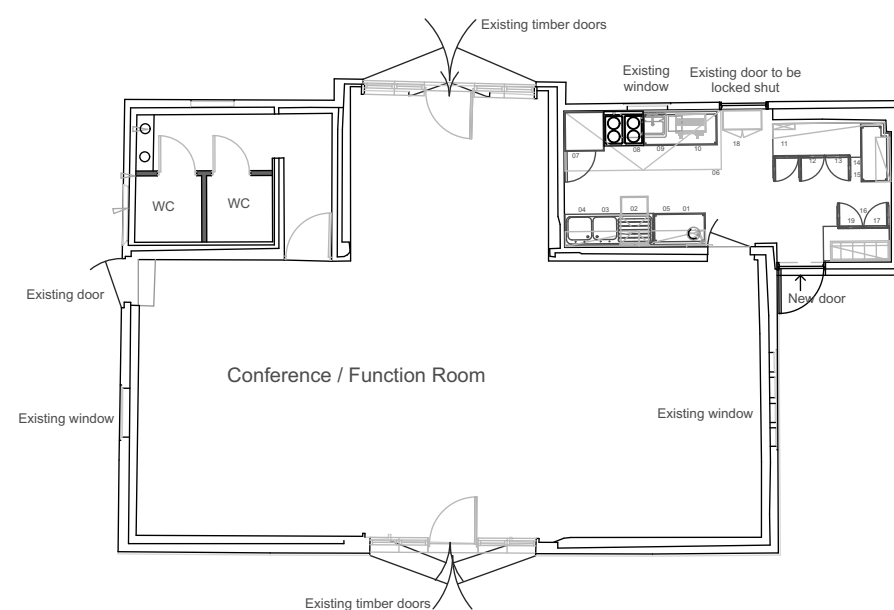 Existing timber doors
Existing
window
Existing door to be
locked shut
07
08
09
10
18
06
11
12
13
14
15
16
19
17
04
03
02
05
01
WC
WC
Existing door
New door
Conference / Function Room
Existing window
Existing window
Existing timber doors